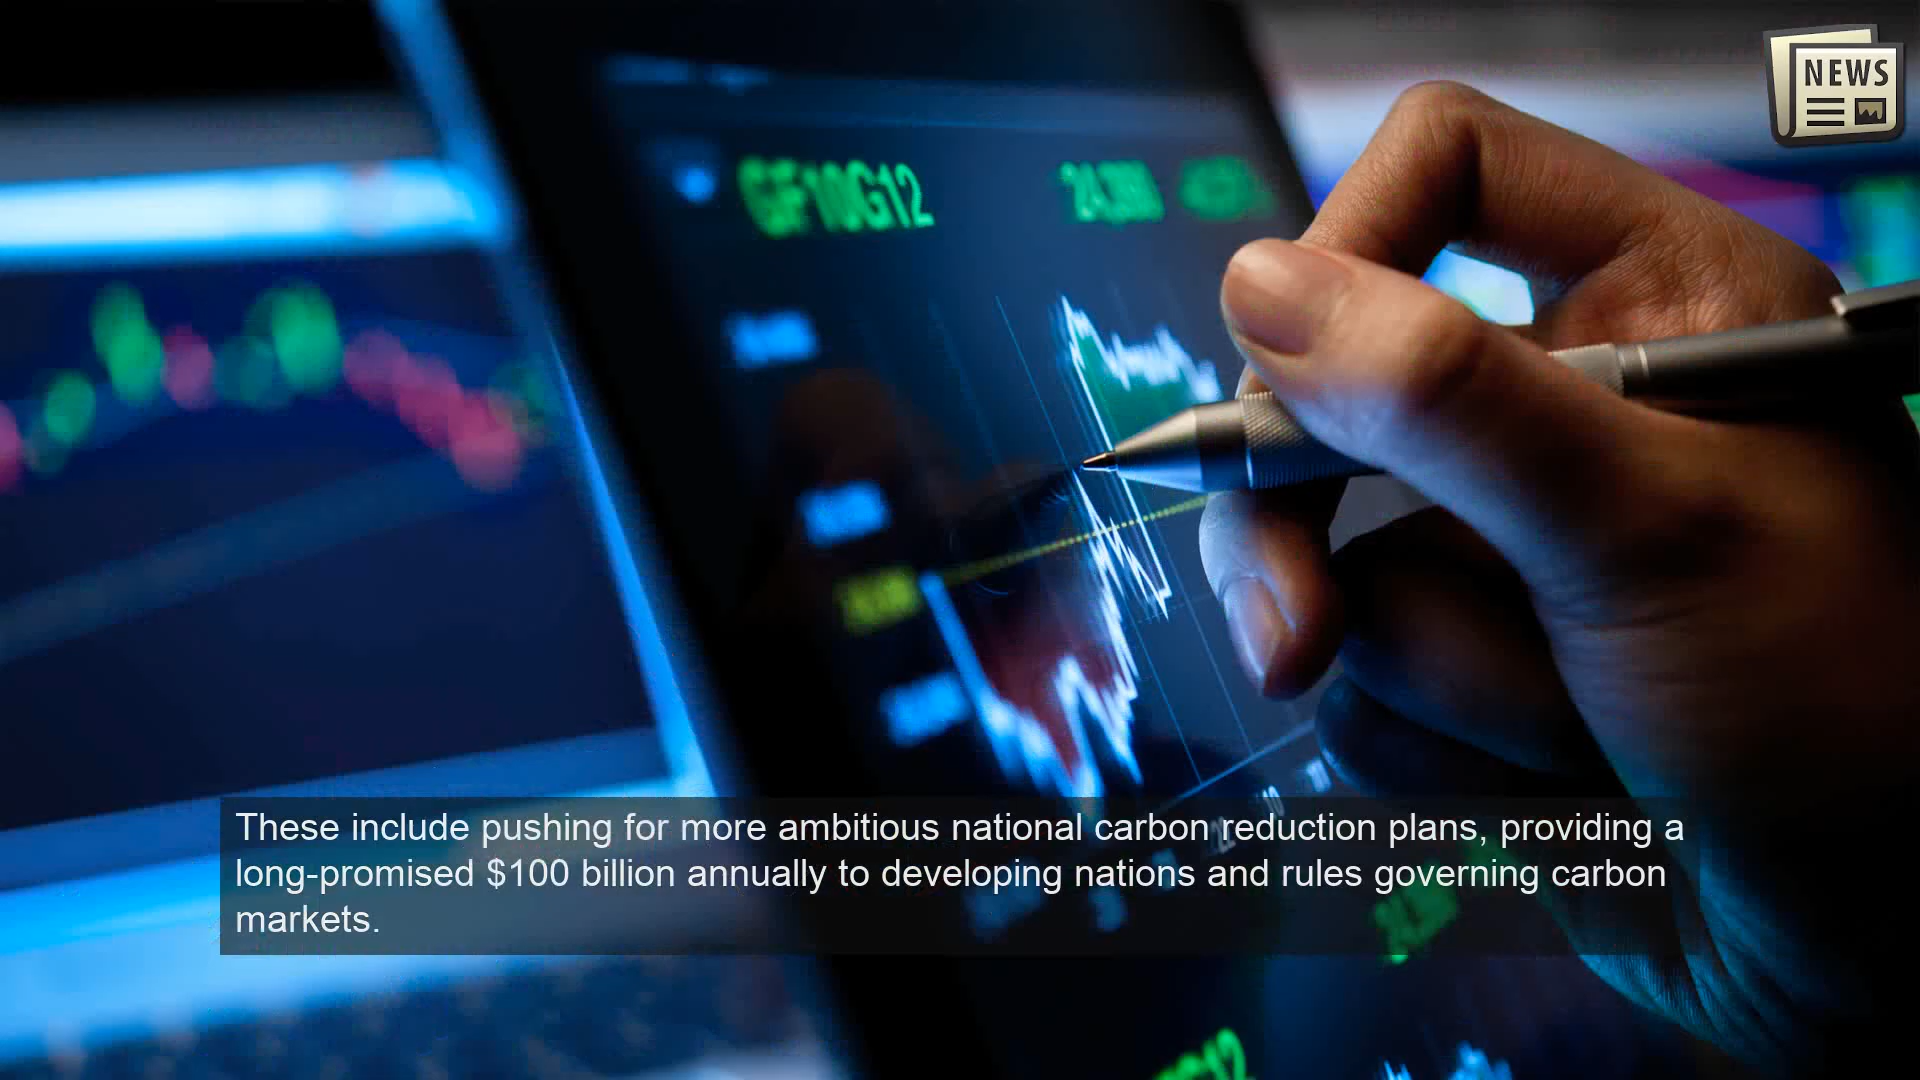 NEWS
GF10G12
These include pushing for more ambitious national carbon reduction plans, providing a
long-promised $100 billion annually to developing nations and rules governing carbon
markets.